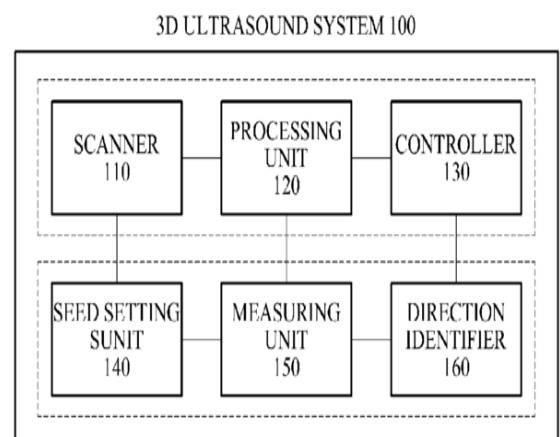 3D ULTRASOUND SYSTEM 100
SCANNER
110
PROCESSING
UNIT
120
CONTROLLER
130
SEED SETTING
SUNIT
140
MEASURING
UNIT
150
DIRECTION
IDENTIFIER
160